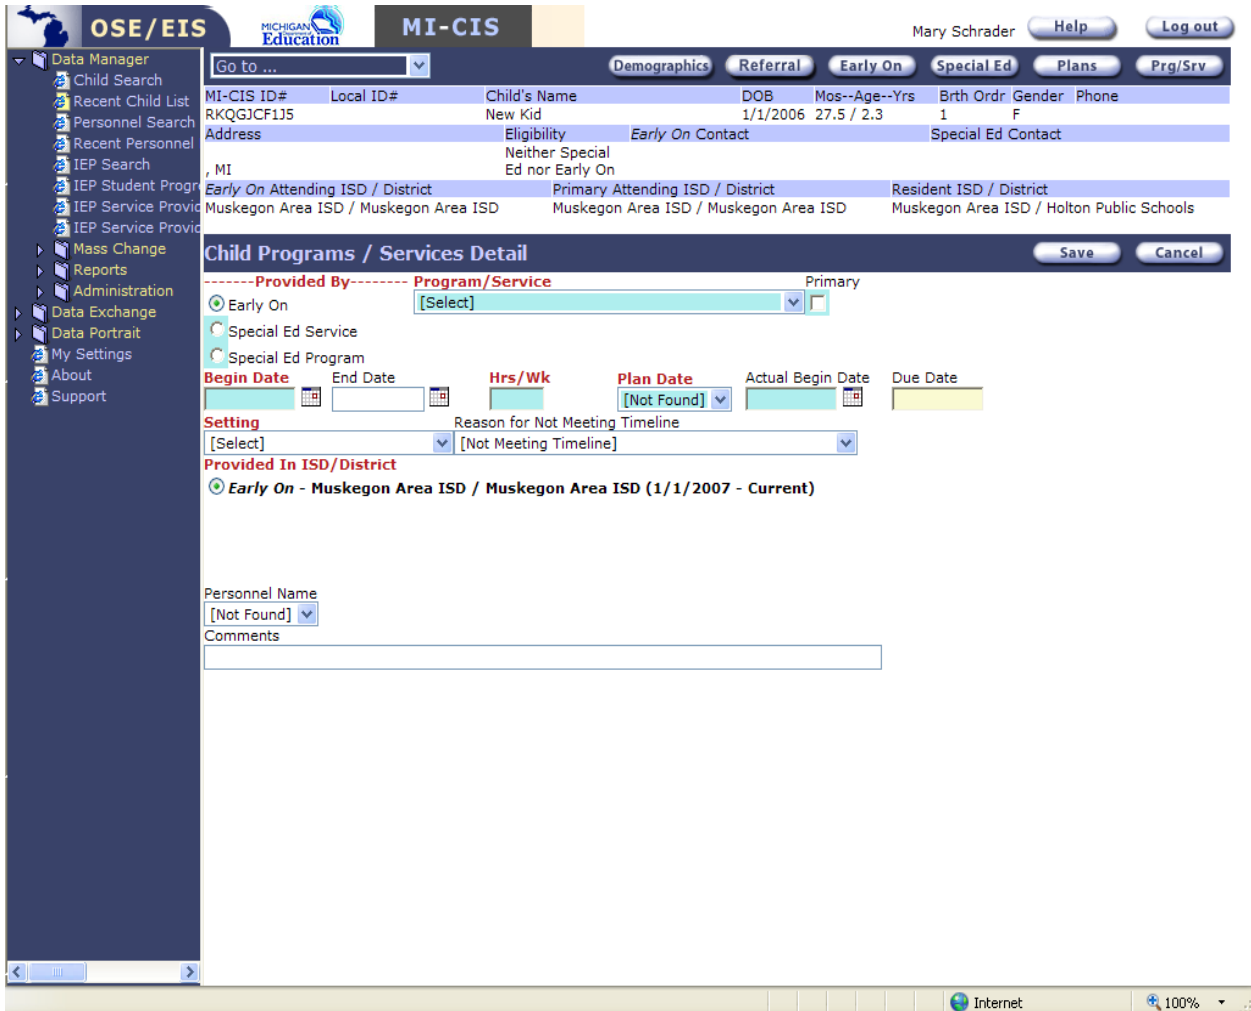 OSE/EIS
MICHIGAN
Education
MI-CIS
Mary Schrader Help Log out
Data Manager
Child Search
Recent Child List
Personnel Search
Recent Personnel
IEP Search
IEP Student Progr
IEP Service Provid
IEP Service Provid
Mass Change
Reports
Administration
Data Exchange
Data Portrait
My Settings
About
Support
Go to ... Demographics Referral Early On Special Ed Plans Prg/Srv
MI-CIS ID# Local ID# Child's Name DOB Mos--Age--Yrs Brth Ordr Gender Phone
RKQGJCF1J5 New Kid 1/1/2006 27.5 / 2.3 1 F
Address Eligibility Early On Contact Special Ed Contact
Neither Special
, MI Ed nor Early On
Early On Attending ISD / District Primary Attending ISD / District Resident ISD / District
Muskegon Area ISD / Muskegon Area ISD Muskegon Area ISD / Muskegon Area ISD Muskegon Area ISD / Holton Public Schools
Child Programs / Services Detail Save Cancel
-------Provided By-------- Program/Service Primary
Early On [Select]
Special Ed Service
Special Ed Program
Begin Date End Date Hrs/Wk Plan Date Actual Begin Date Due Date
[Not Found]
Setting Reason for Not Meeting Timeline
[Select] [Not Meeting Timeline]
Provided In ISD/District
Early On - Muskegon Area ISD / Muskegon Area ISD (1/1/2007 - Current)
Personnel Name
[Not Found]
Comments
Internet 100%